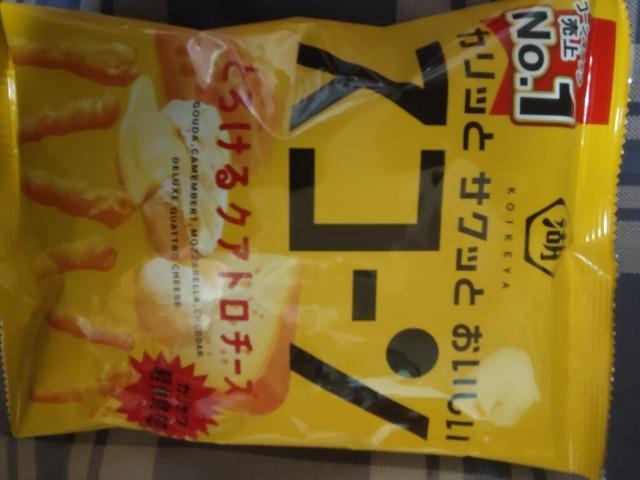 売上
No.1
湖
KOIKEYA
カリッと サクッと おいしい
スコーン
とろけるクアトロチーズ
GOUDA, CAMEMBERT, MOZZARELLA, CHEDDAR
DELUXE QUATTRO CHEESE